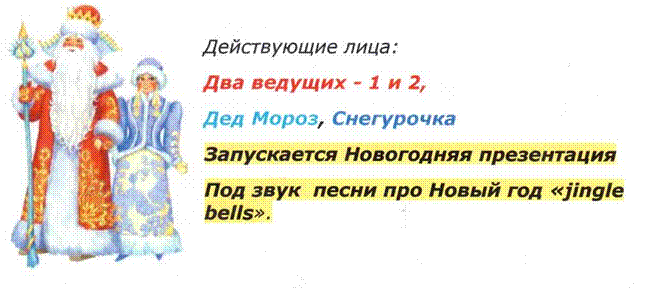 Действующие лица:
Два ведущих - 1 и 2,
Дед Мороз, Снегурочка
Запускается Новогодняя презентация
Под звук песни про Новый год «jingle
bells».